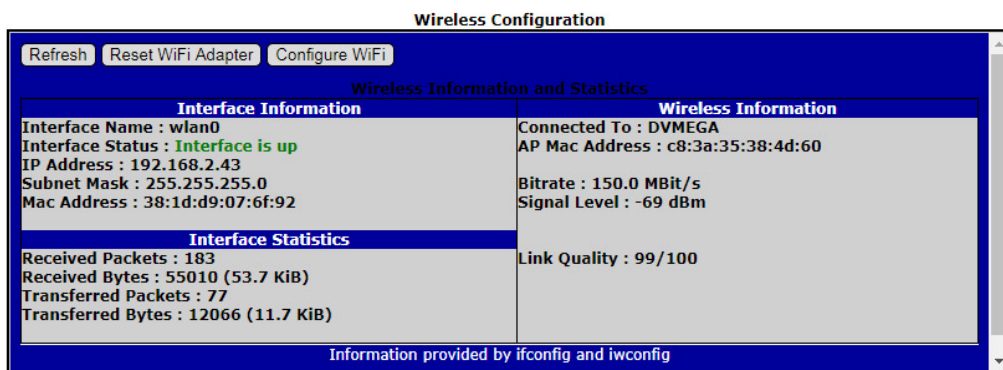 Wireless Configuration
Refresh Reset WiFi Adapter Configure WiFi
Wireless Information and Statistics
Interface Information
Interface Name : wlan0
Interface Status : Interface is up
IP Address : 192.168.2.43
Subnet Mask : 255.255.255.0
Mac Address : 38:1d:d9:07:6f:92
Interface Statistics
Received Packets : 183
Received Bytes : 55010 (53.7 KiB)
Transferred Packets : 77
Transferred Bytes : 12066 (11.7 KiB)
Wireless Information
Connected To : DVMEGA
AP Mac Address : c8:3a:35:38:4d:60
Bitrate : 150.0 MBit/s
Signal Level : -69 dBm
Link Quality : 99/100
Information provided by ifconfig and iwconfig